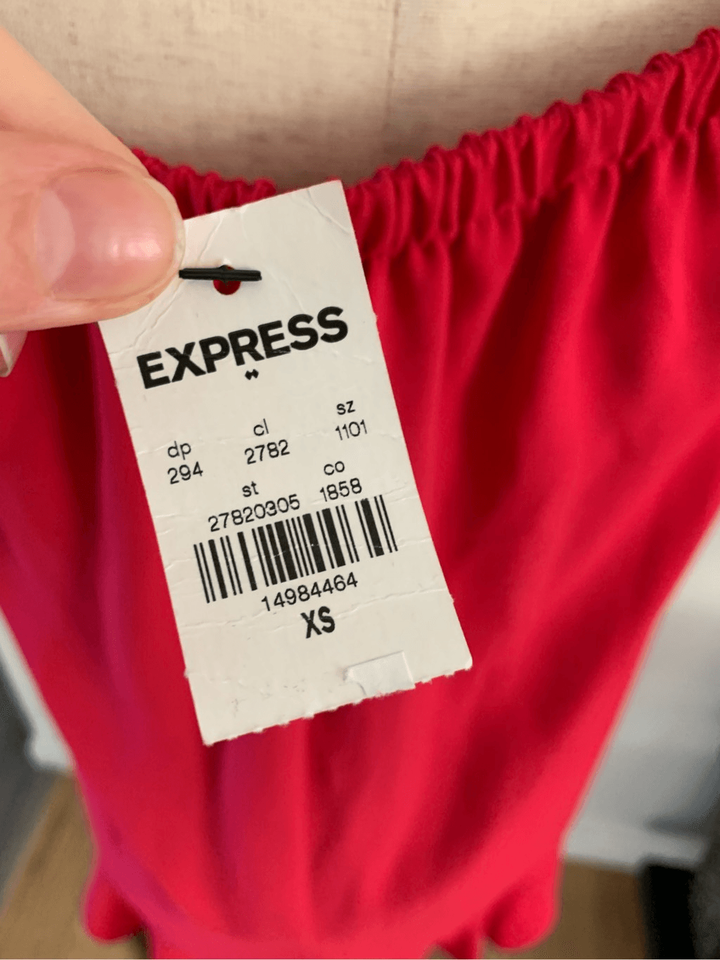 EXPRESS
dp cl sz
294 2782 1101
st co
27820305 1858
14984464
XS